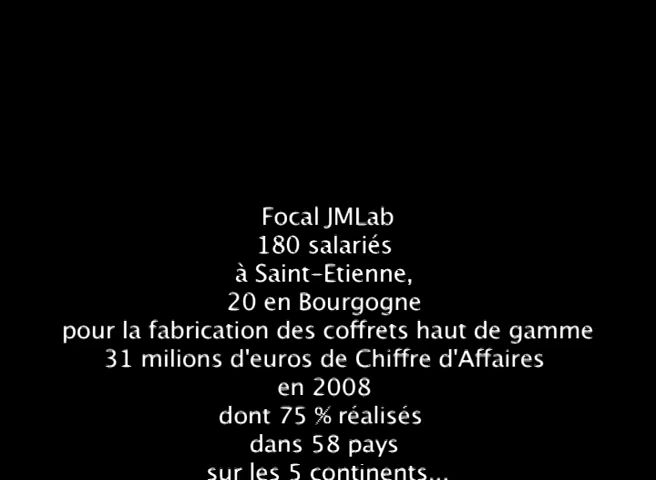 Focal JMLab
180 salariés
à Saint-Etienne,
20 en Bourgogne
pour la fabrication des coffrets haut de gamme
31 milions d'euros de Chiffre d'Affaires
en 2008
dont 75 % réalisés
dans 58 pays
sur les 5 continents...